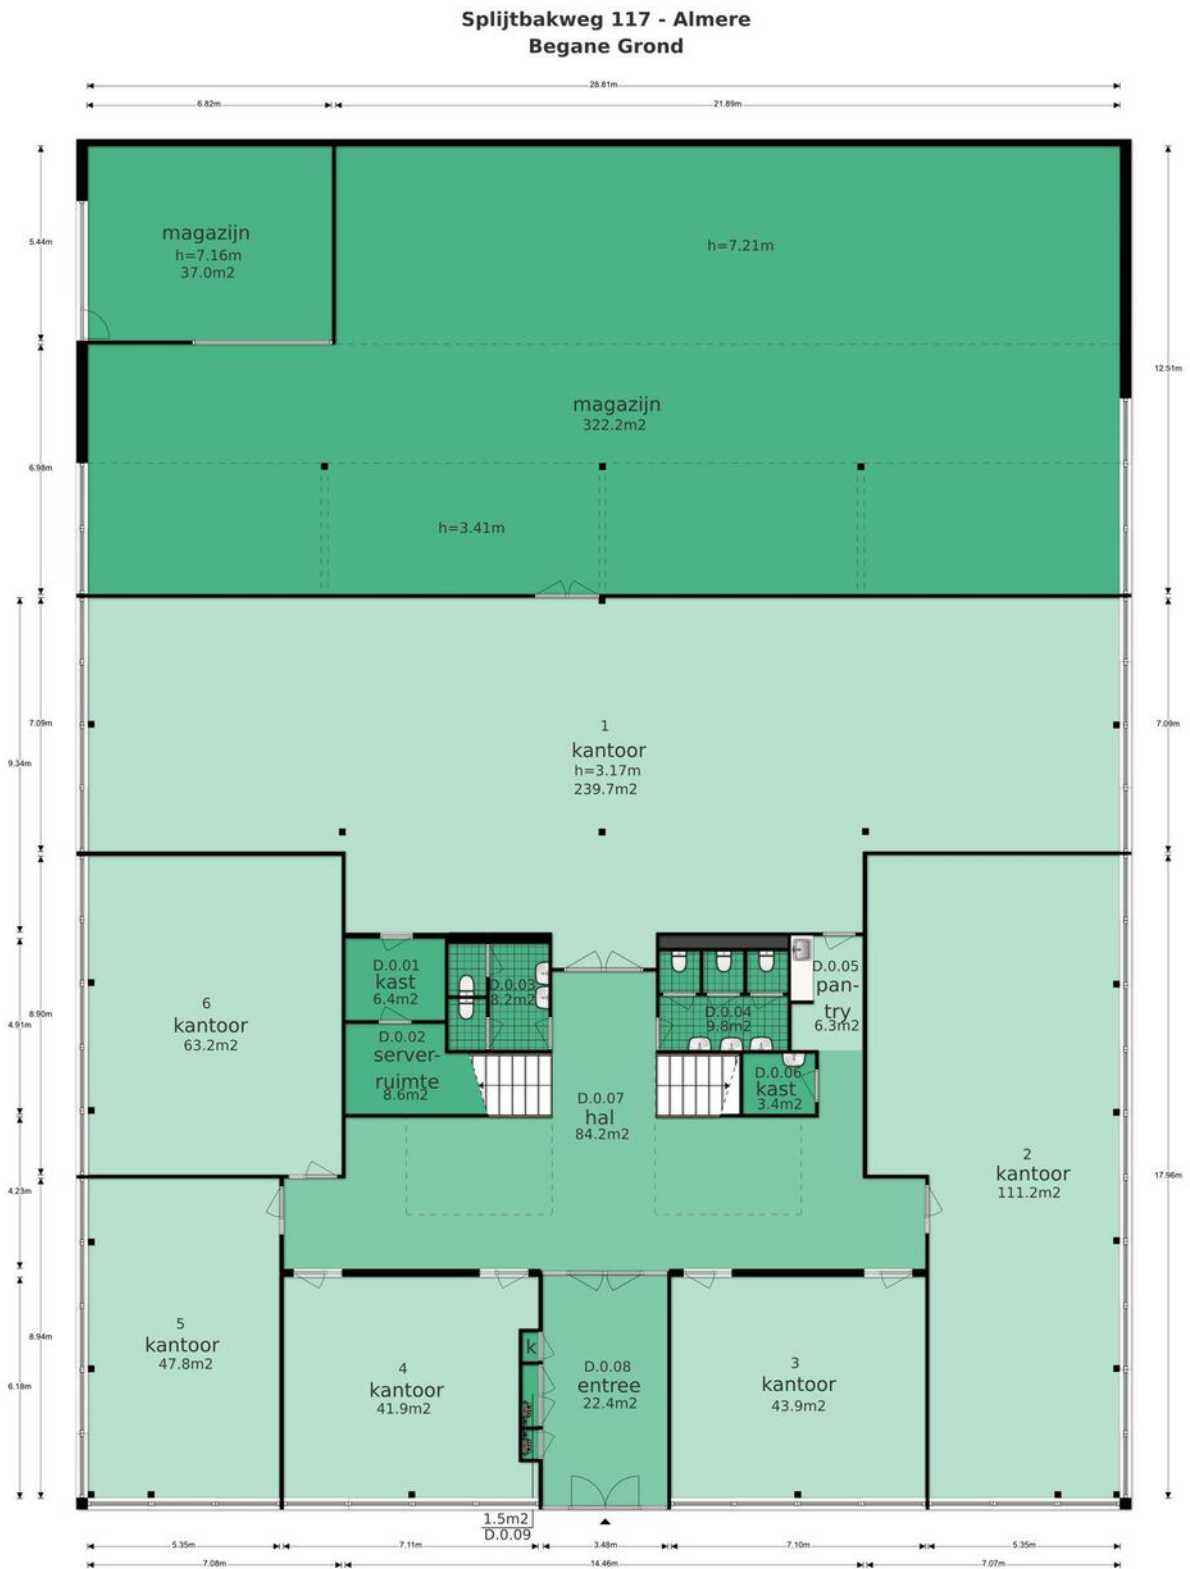 Splijtbakweg 117 - Almere
Begane Grond
28.81m
6.82m
21.89m
magazijn
h=7.16m
37.0m2
h=7.21m
5.44m
12.51m
magazijn
322.2m2
6.98m
h=3.41m
7.09m
9.34m
7.09m
1
kantoor
h=3.17m
239.7m2
D.0.01
kast
6.4m2
D.0.03
8.2m2
D.0.04
9.8m2
D.0.05
pan-
try
6.3m2
6
kantoor
63.2m2
4.91m
8.90m
D.0.02
server-
ruimte
8.6m2
D.0.06
kast
3.4m2
D.0.07
hal
84.2m2
2
kantoor
111.2m2
17.96m
4.23m
5
kantoor
47.8m2
8.94m
6.18m
4
kantoor
41.9m2
k
D.0.08
entree
22.4m2
3
kantoor
43.9m2
1.5m2
D.0.09
5.35m
7.11m
3.48m
7.10m
5.35m
7.08m
14.46m
7.07m